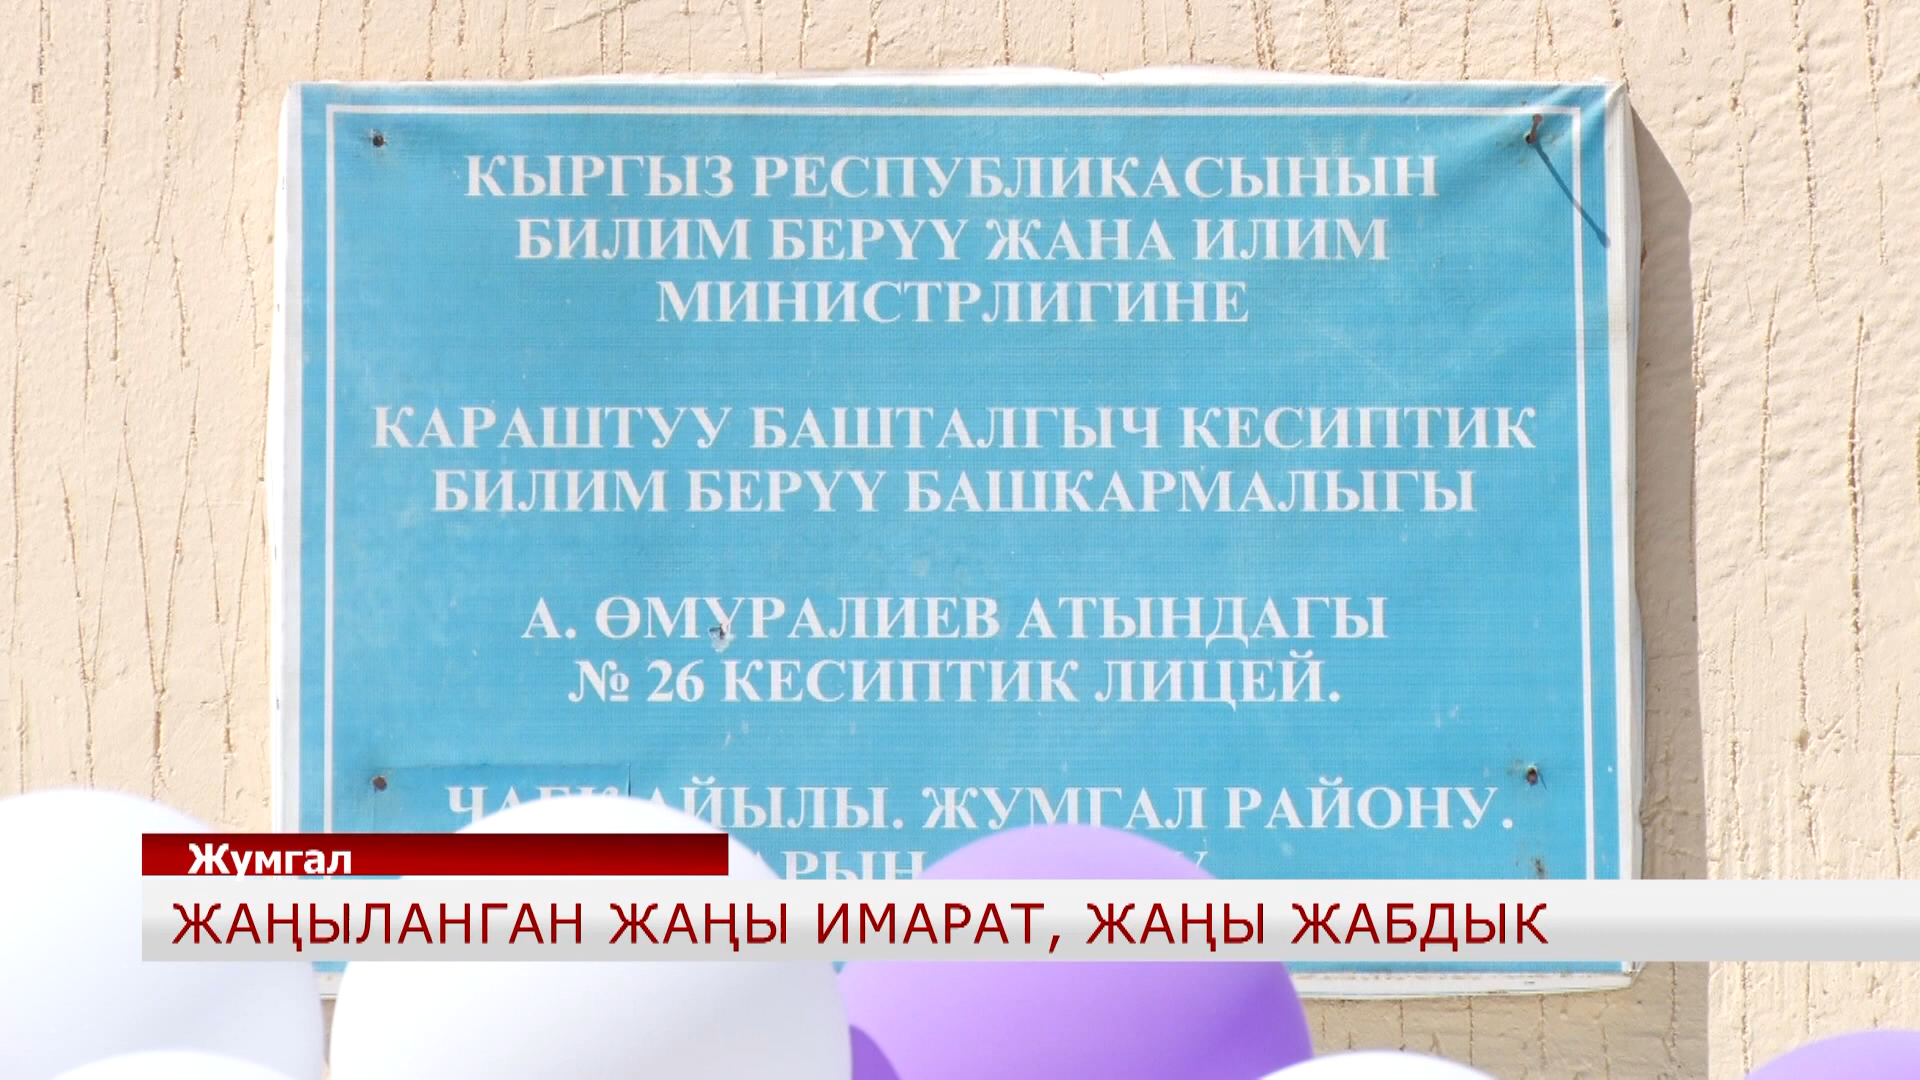 КЫРГЫЗ РЕСПУБЛИКАСЫНЫН
БИЛИМ БЕРҮҮ ЖАНА ИЛИМ
МИНИСТРЛИГИНЕ
КАРАШТУУ БАШТАЛГЫЧ КЕСИПТИК
БИЛИМ БЕРҮҮ БАШКАРМАЛЫГЫ
А. ӨМҮРАЛИЕВ АТЫНДАГЫ
№ 26 КЕСИПТИК ЛИЦЕЙ.
АЙЫЛЫ. ЖУМГАЛ РАЙОНУ.
Жумгал
ЖАҢЫЛАНГАН ЖАҢЫ ИМАРАТ, ЖАҢЫ ЖАБДЫК